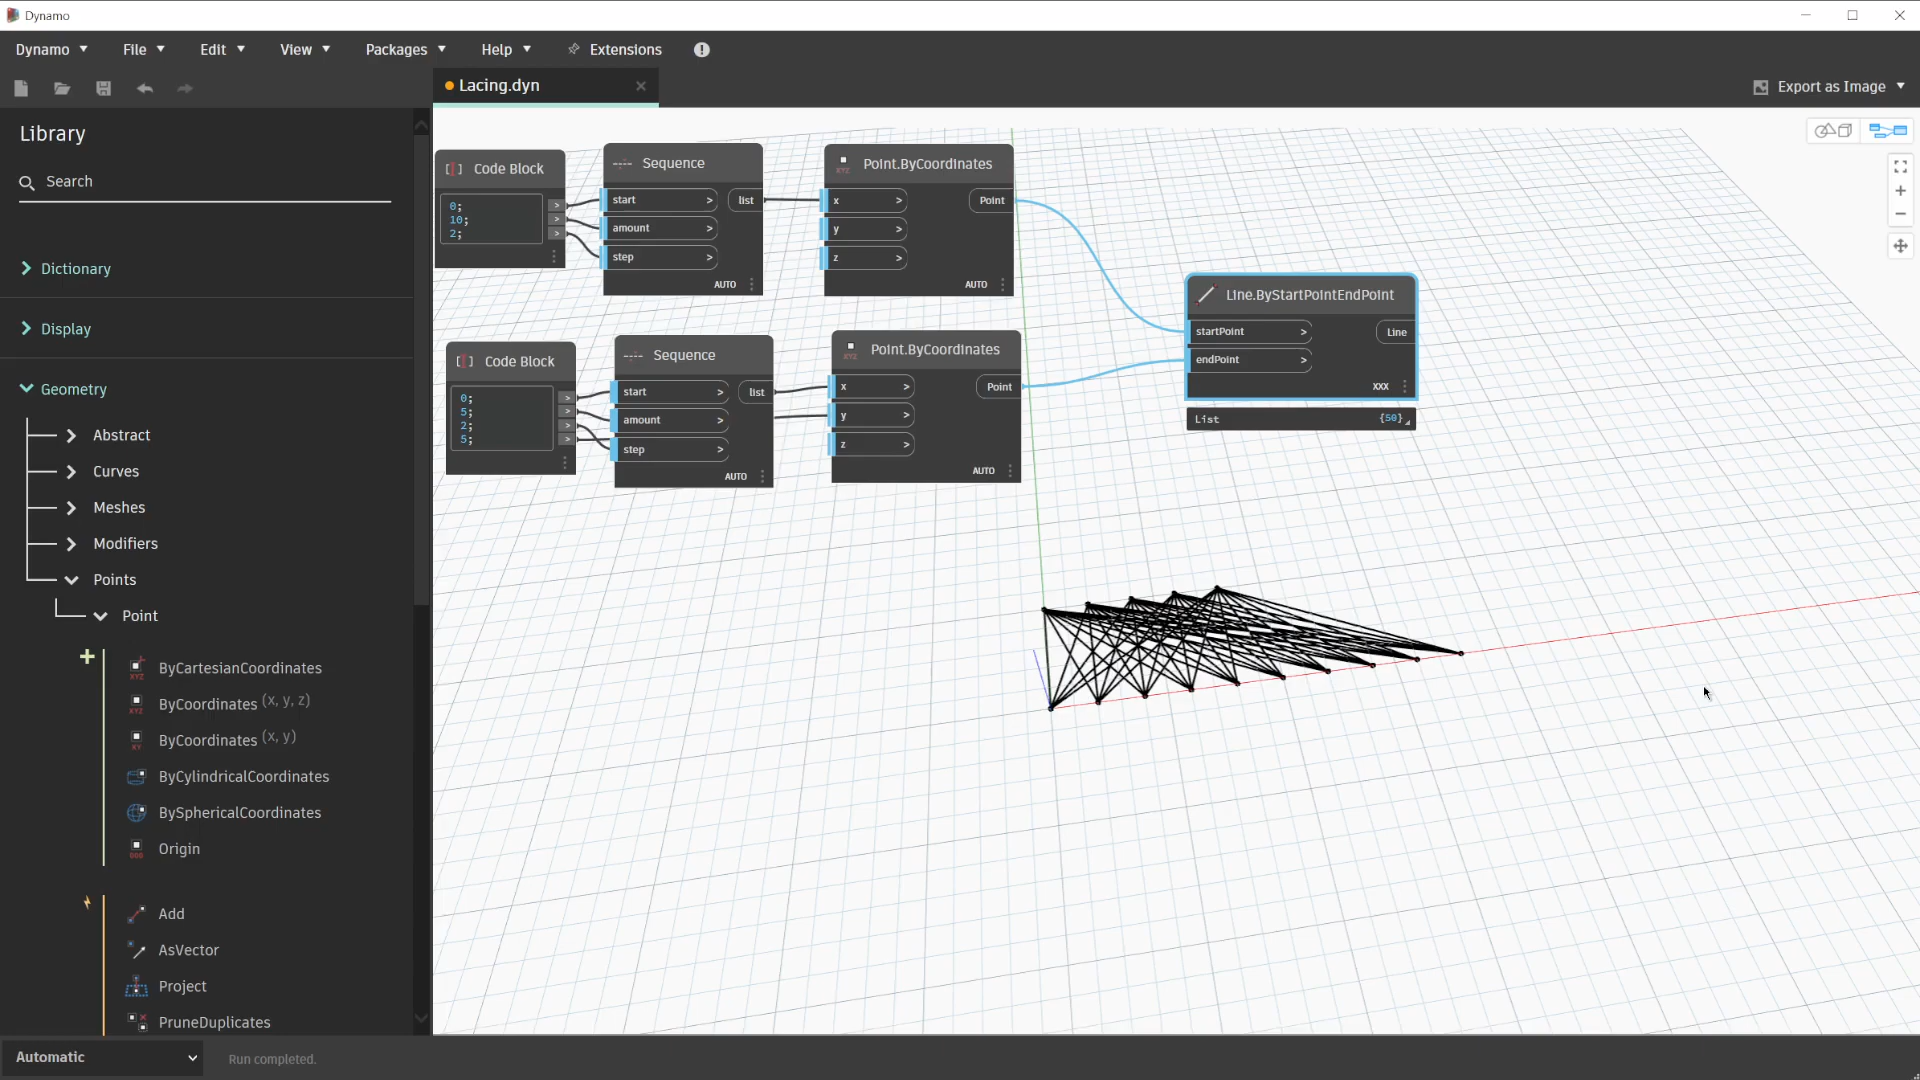 Dynamo
Dynamo File Edit View Packages Help Extensions
Lacing.dyn
Export as Image
Library
Search
Dictionary
Display
Geometry
Abstract
Curves
Meshes
Modifiers
Points
Point
ByCartesianCoordinates
ByCoordinates (x, y, z)
ByCoordinates (x, y)
ByCylindricalCoordinates
BySphericalCoordinates
Origin
Add
AsVector
Project
PruneDuplicates
Code Block
0;
10;
2;
>
>
>
Sequence
start > list
amount >
step >
AUTO
Point.ByCoordinates
x > Point
y >
z >
AUTO
Code Block
0;
5;
2;
5;
>
>
>
>
Sequence
start > list
amount >
step >
AUTO
Point.ByCoordinates
x > Point
y >
z >
AUTO
Line.ByStartPointEndPoint
startPoint > Line
endPoint >
XXX
List {50}
Automatic
Run completed.